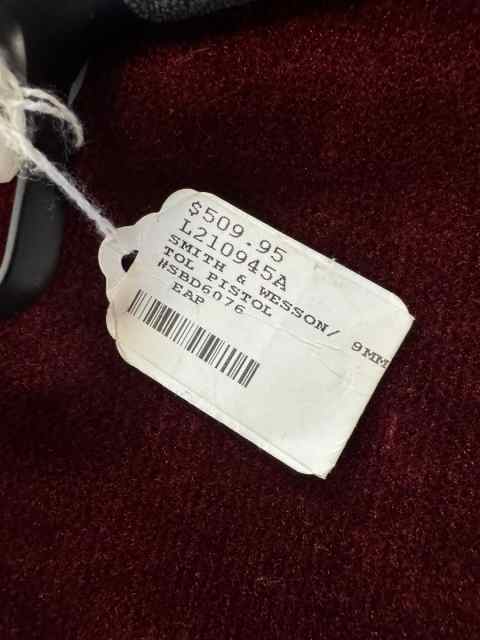 $509.95
L210945A
SMITH & WESSON/ 9MM
TOL PISTOL
#SBD6076
EAP